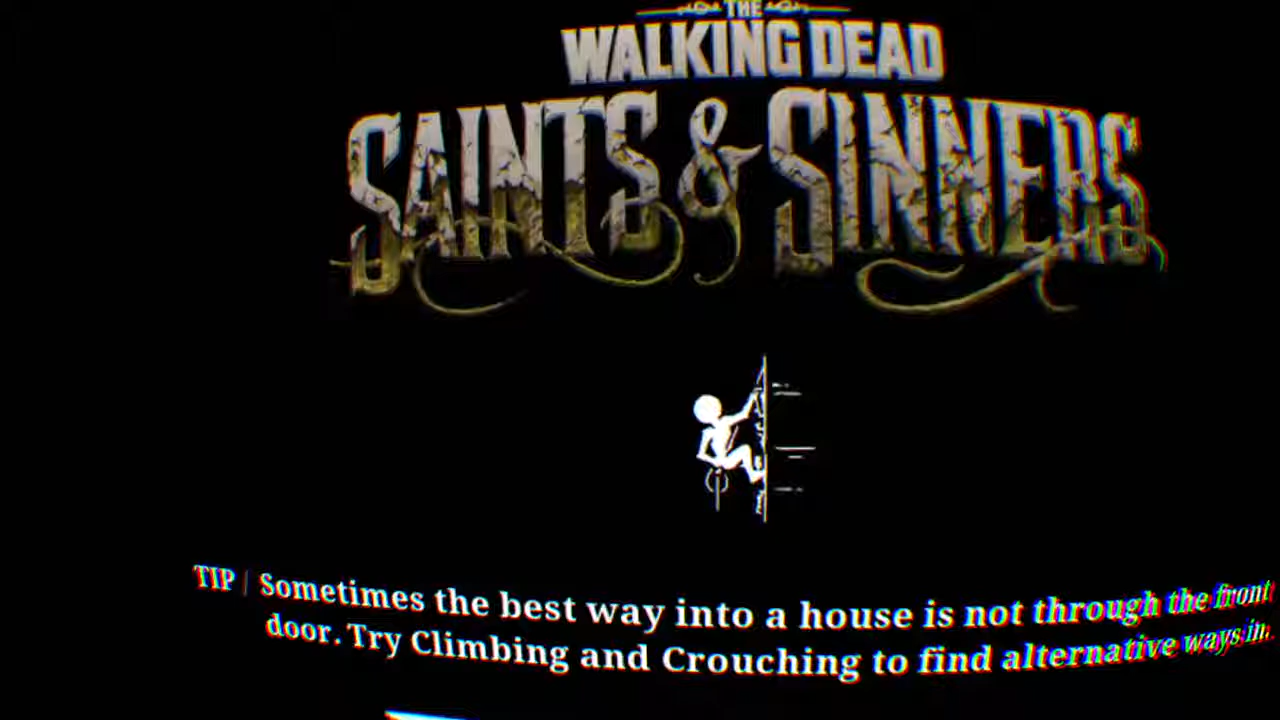 THE
WALKING DEAD
SAINTS & SINNERS
TIP | Sometimes the best way into a house is not through the front
door. Try Climbing and Crouching to find alternative ways in.